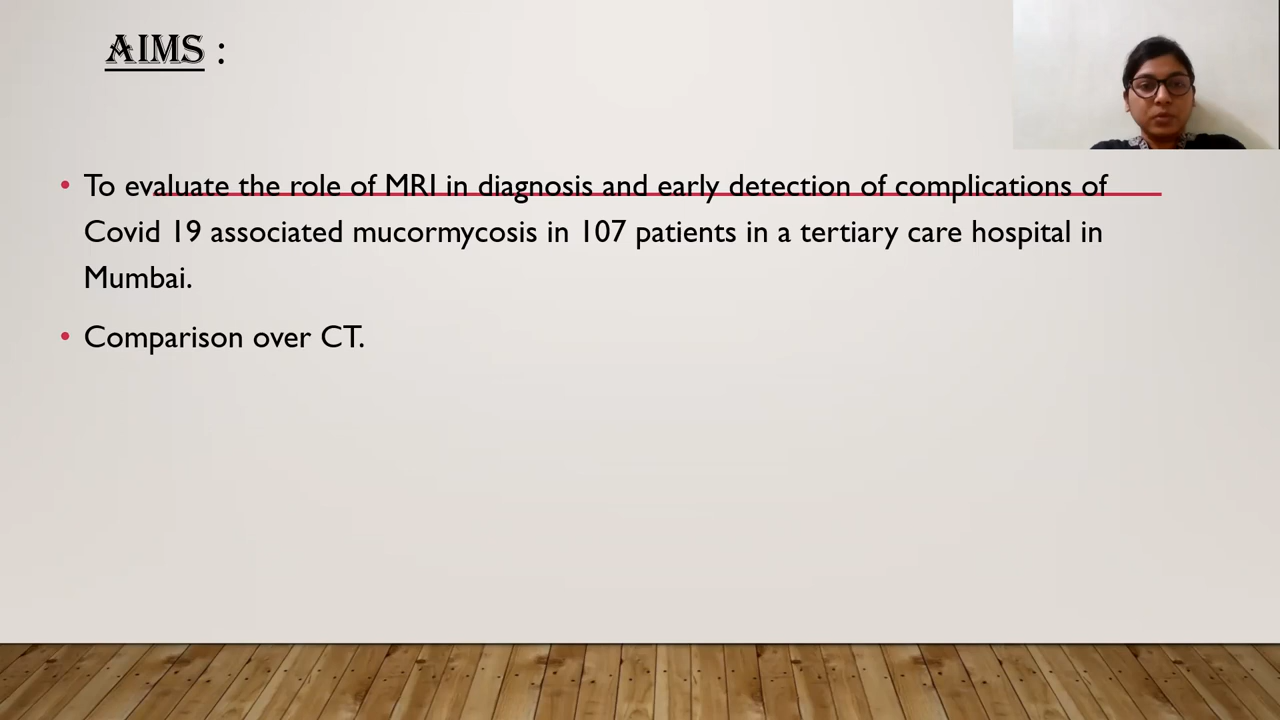 AIMS :
• To evaluate the role of MRI in diagnosis and early detection of complications of
Covid 19 associated mucormycosis in 107 patients in a tertiary care hospital in
Mumbai.
• Comparison over CT.